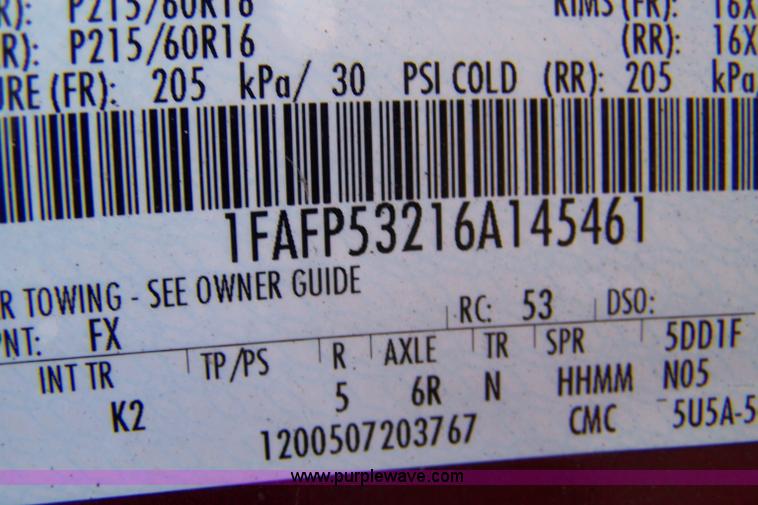 R): P215/60R16 RIMS (FR): 16X
R): P215/60R16 (RR): 16X
URE (FR): 205 kPa/ 30 PSI COLD (RR): 205 kPa
1FAFP53216A145461
R TOWING - SEE OWNER GUIDE
PNT: FX RC: 53 DSO:
INT TR TP/PS R AXLE TR SPR 5DD1F
K2 5 6R N HHMM N05
1200507203767 CMC 5U5A-5
www.purplewave.com